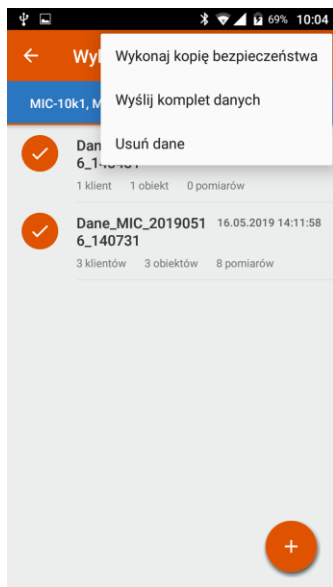 69% 10:04
Wykonaj kopię bezpieczeństwa
MIC-10k1, M
Wyślij komplet danych
Usuń dane
1 klient 1 obiekt 0 pomiarów
Dane_MIC_2019051 16.05.2019 14:11:58
6_140731
3 klientów 3 obiektów 8 pomiarów
+